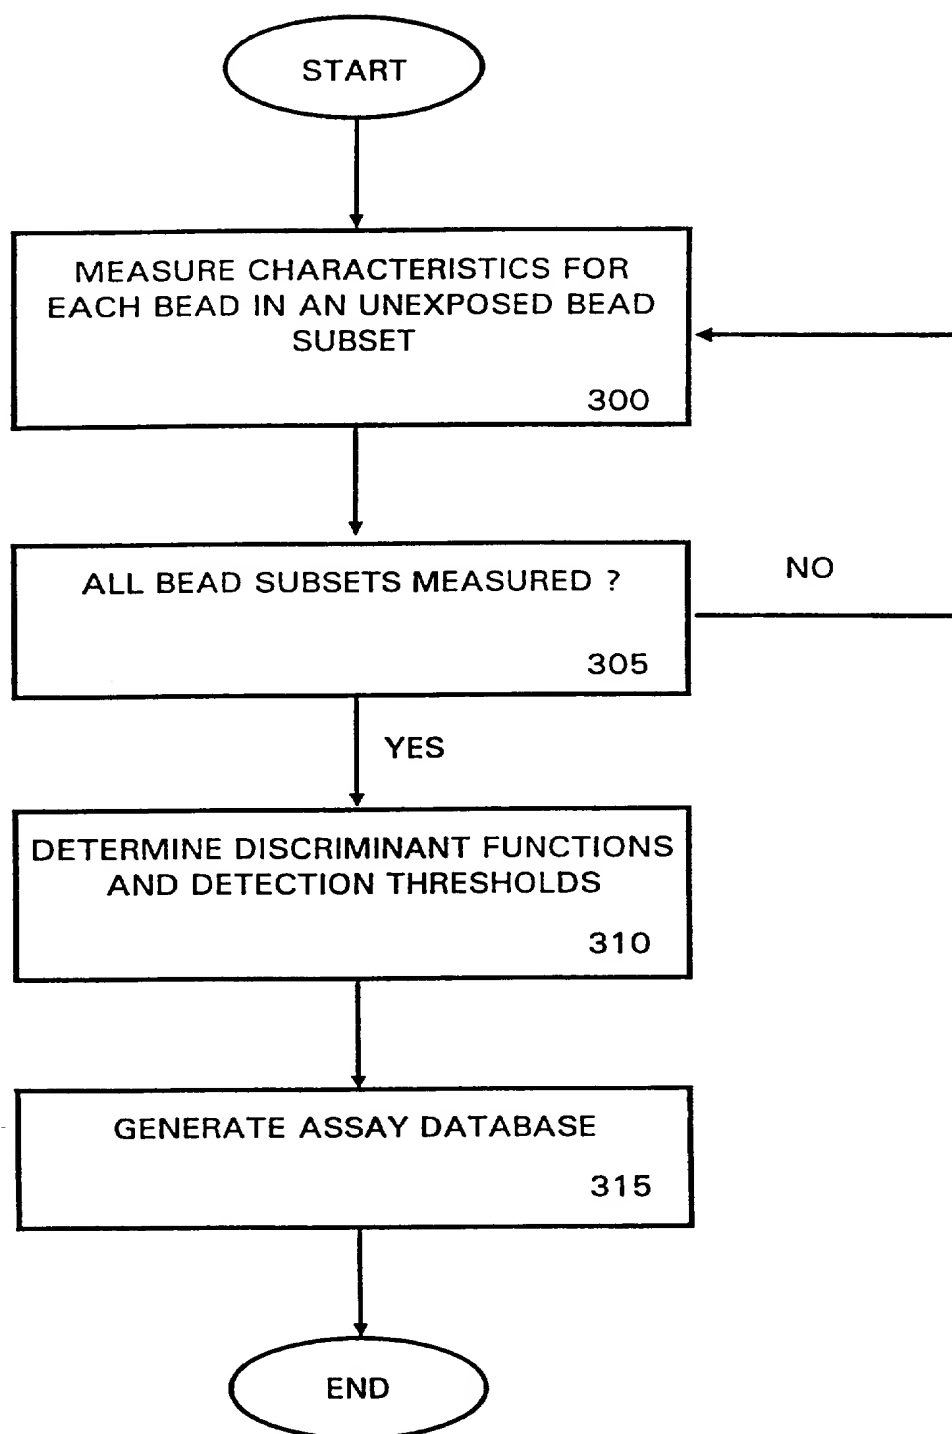 START
MEASURE CHARACTERISTICS FOR
EACH BEAD IN AN UNEXPOSED BEAD
SUBSET
300
ALL BEAD SUBSETS MEASURED ?
NO
305
YES
DETERMINE DISCRIMINANT FUNCTIONS
AND DETECTION THRESHOLDS
310
GENERATE ASSAY DATABASE
315
END